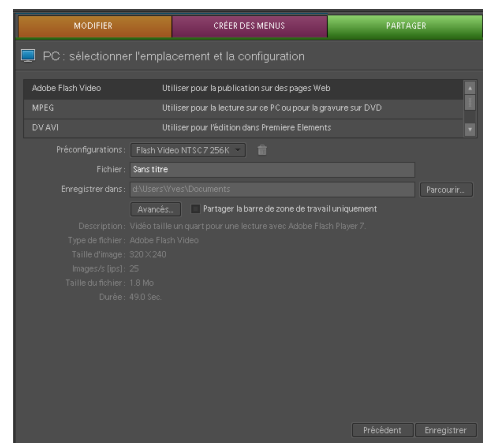 MODIFIER CRÉER DES MENUS PARTAGER
PC : sélectionner l'emplacement et la configuration
Adobe Flash Video Utiliser pour la publication sur des pages Web
MPEG Utiliser pour la lecture sur ce PC ou pour la gravure sur DVD
DV AVI Utiliser pour l'édition dans Premiere Elements
Préconfigurations : Flash Video NTSC 7 256K
Fichier : Sans titre
Enregistrer dans : d:\Users\Yves\Documents Parcourir...
Avancés... Partager la barre de zone de travail uniquement
Description : Vidéo taille un quart pour une lecture avec Adobe Flash Player 7.
Type de fichier : Adobe Flash Video
Taille d'image : 320 X 240
Images/s [ips] : 25
Taille du fichier : 1.8 Mo
Durée : 49.0 Sec.
Précédent Enregistrer